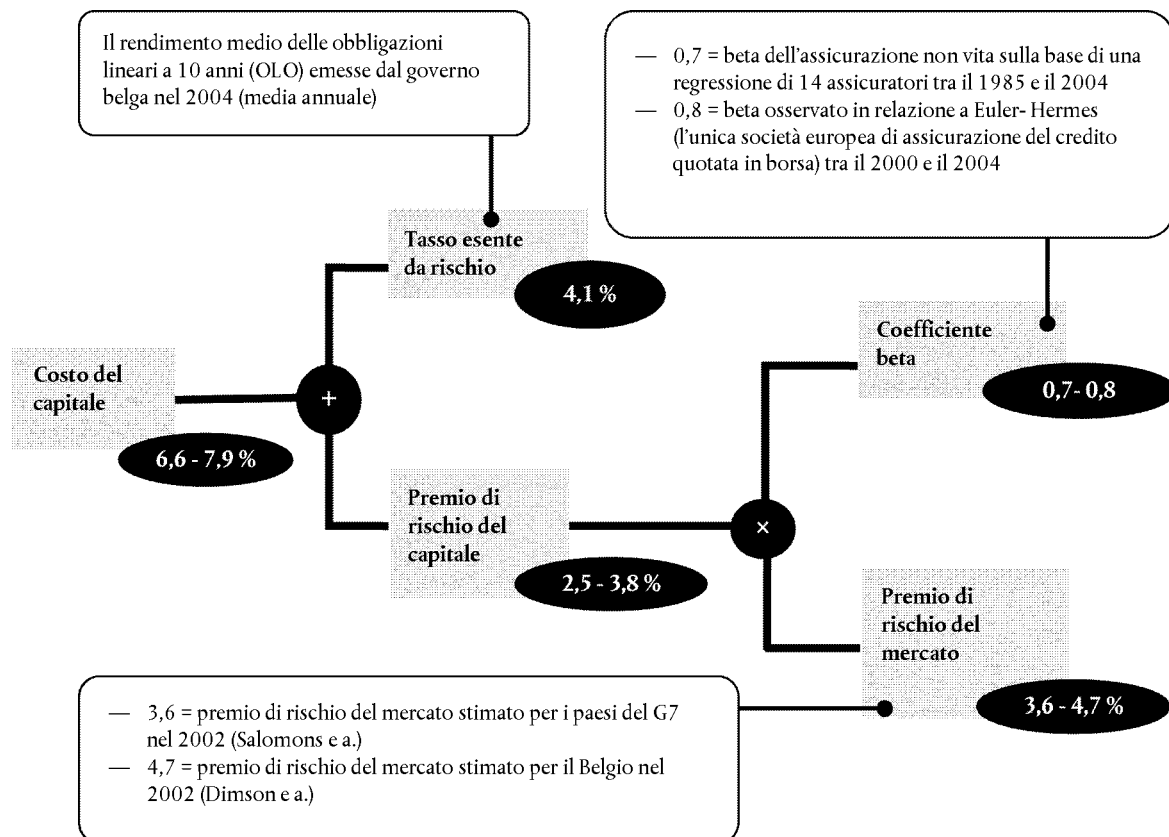 Il rendimento medio delle obbligazioni
lineari a 10 anni (OLO) emesse dal governo
belga nel 2004 (media annuale)
— 0,7 = beta dell'assicurazione non vita sulla base di una
regressione di 14 assicuratori tra il 1985 e il 2004
— 0,8 = beta osservato in relazione a Euler- Hermes
(l'unica società europea di assicurazione del credito
quotata in borsa) tra il 2000 e il 2004
Tasso esente
da rischio
4,1 %
Coefficiente
beta
0,7- 0,8
Costo del
capitale
+
6,6 - 7,9 %
Premio di
rischio del
capitale
×
2,5 - 3,8 %
Premio di
rischio del
mercato
3,6 - 4,7 %
— 3,6 = premio di rischio del mercato stimato per i paesi del G7
nel 2002 (Salomons e a.)
— 4,7 = premio di rischio del mercato stimato per il Belgio nel
2002 (Dimson e a.)